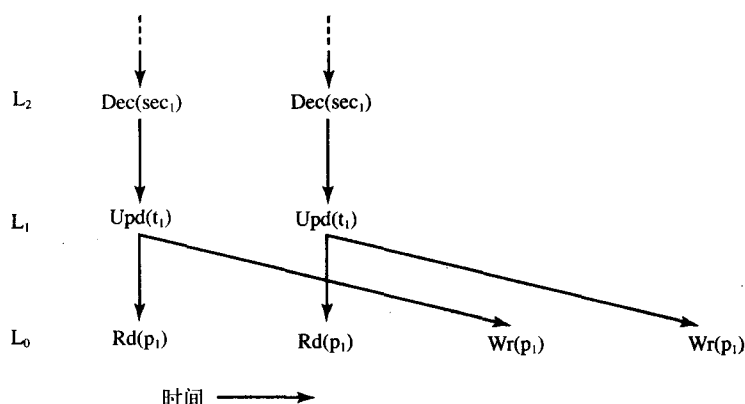 L₂ Dec(sec₁) Dec(sec₁)
L₁ Upd(t₁) Upd(t₁)
L₀ Rd(p₁) Rd(p₁) Wr(p₁) Wr(p₁)
时间